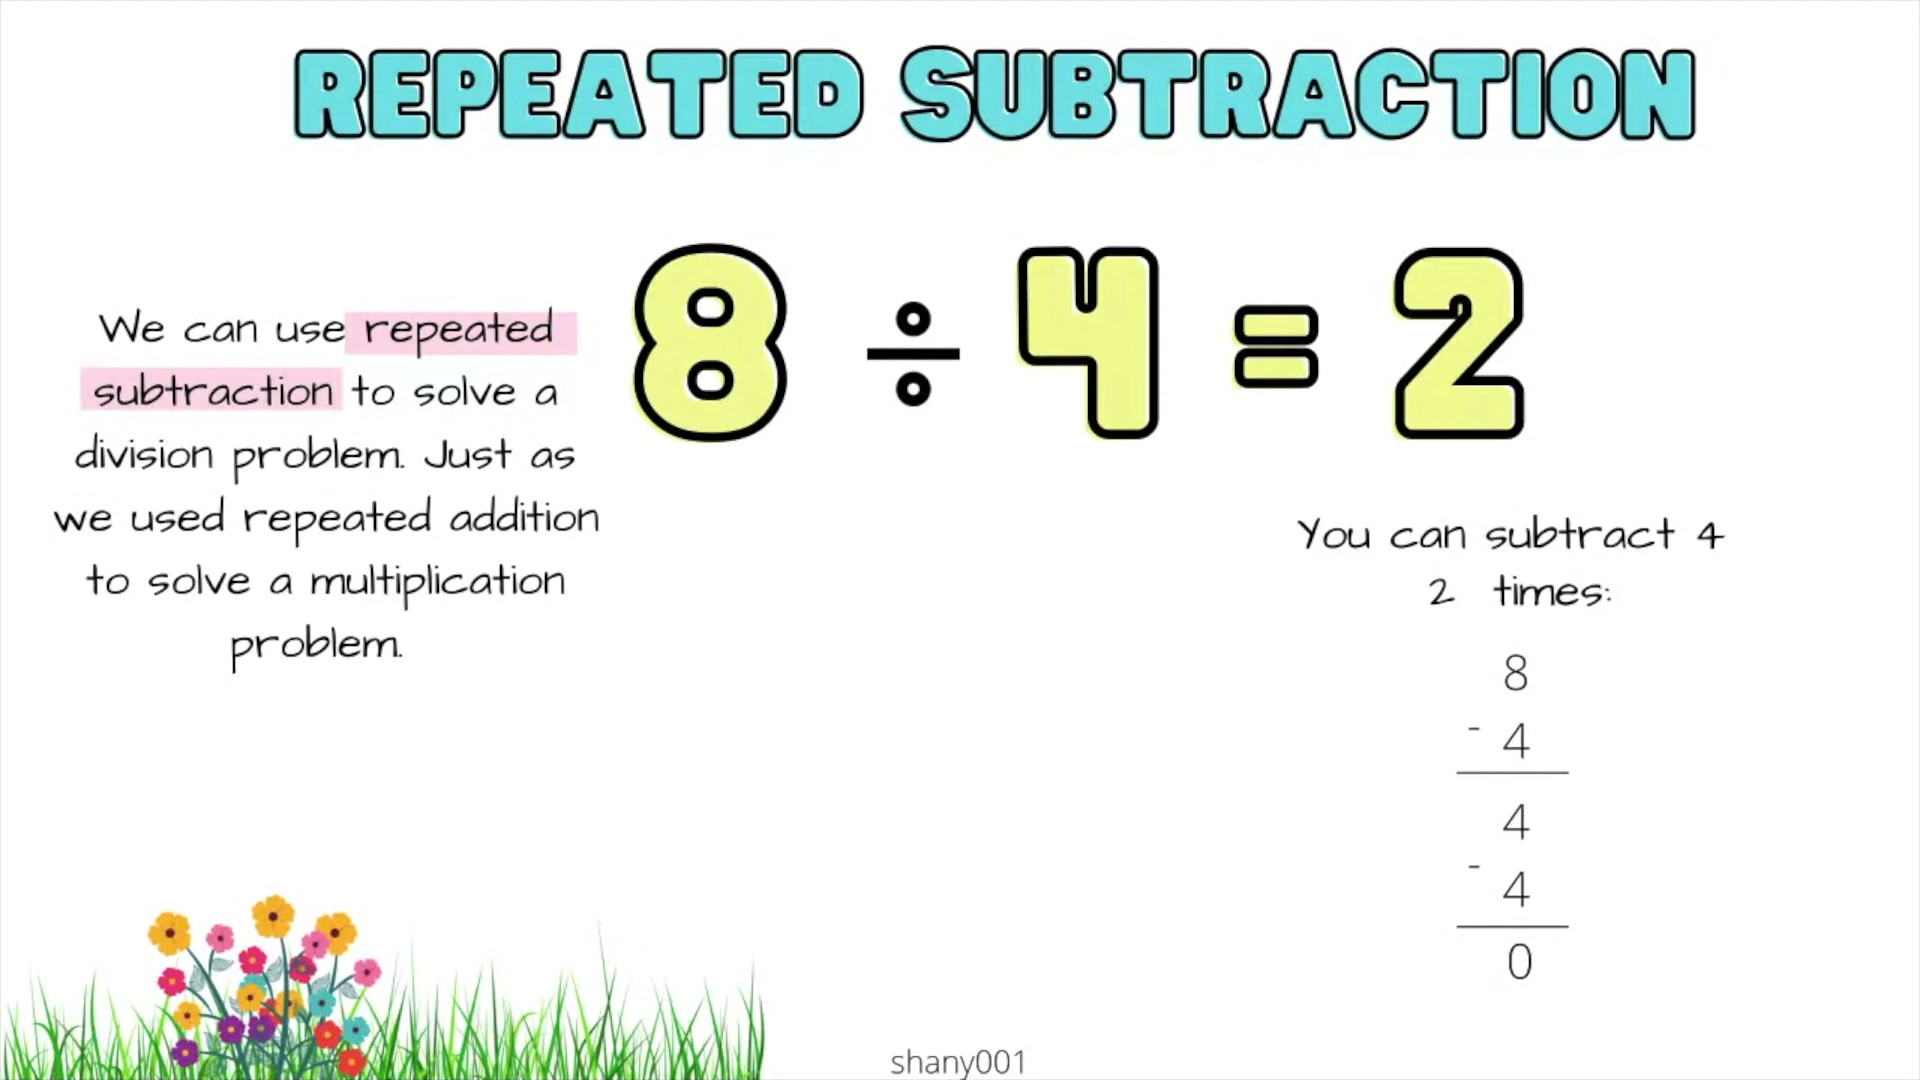 REPEATED SUBTRACTION
8 ÷ 4 = 2
We can use repeated
subtraction to solve a
division problem. Just as
we used repeated addition
to solve a multiplication
problem.
You can subtract 4
2 times:
8
- 4
4
- 4
0
shany001